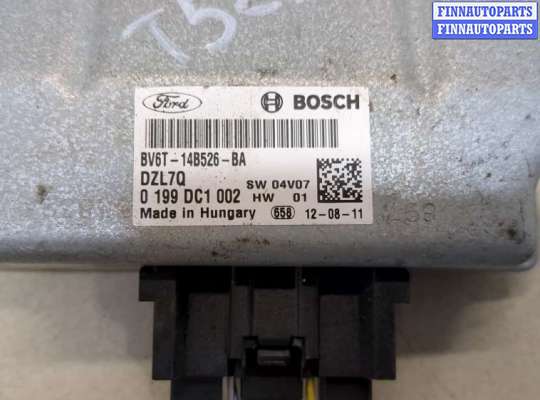 FINNAUTOPARTS
FINNAUTOPARTS
FINNAUTOPARTS
Ford
BOSCH
BV6T-14B526-BA
DZL7Q
SW 04V07
0 199 DC1 002
HW 01
Made in Hungary
658
12-08-11